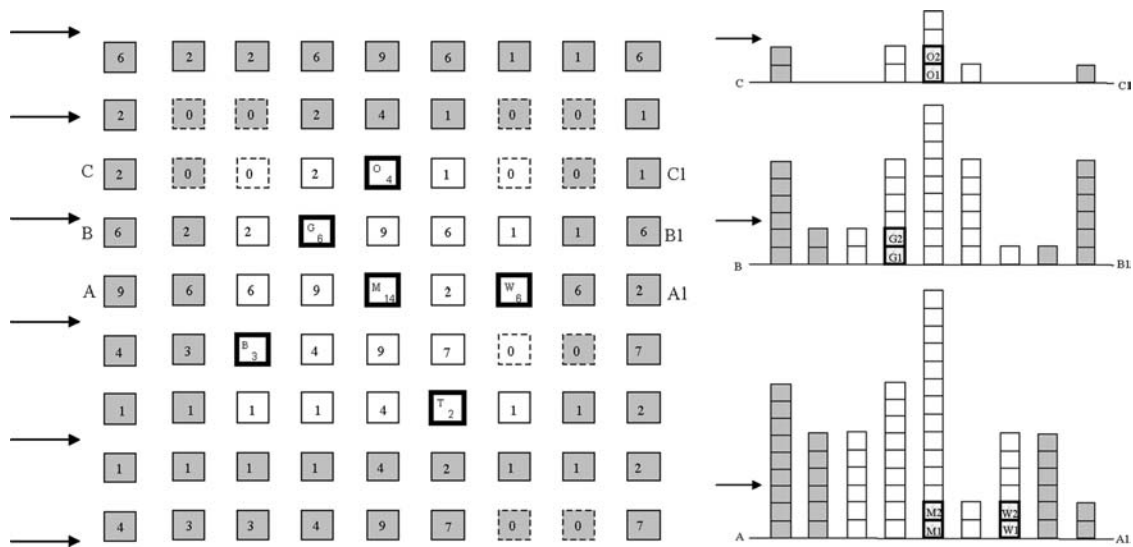 6 2 2 6 9 6 1 1 6
2 0 0 2 4 1 0 0 1
C 2 0 0 2 O 4 1 0 0 1 C1
B 6 2 2 G 6 9 6 1 1 6 B1
A 9 6 6 9 M 14 2 W 6 6 2 A1
4 3 B 3 4 9 7 0 0 7
1 1 1 1 4 T 2 1 1 2
1 1 1 1 4 2 1 1 2
4 3 3 4 9 7 0 0 7
O2
O1
C C1
G2
G1
B B1
M2 W2
M1 W1
A A1